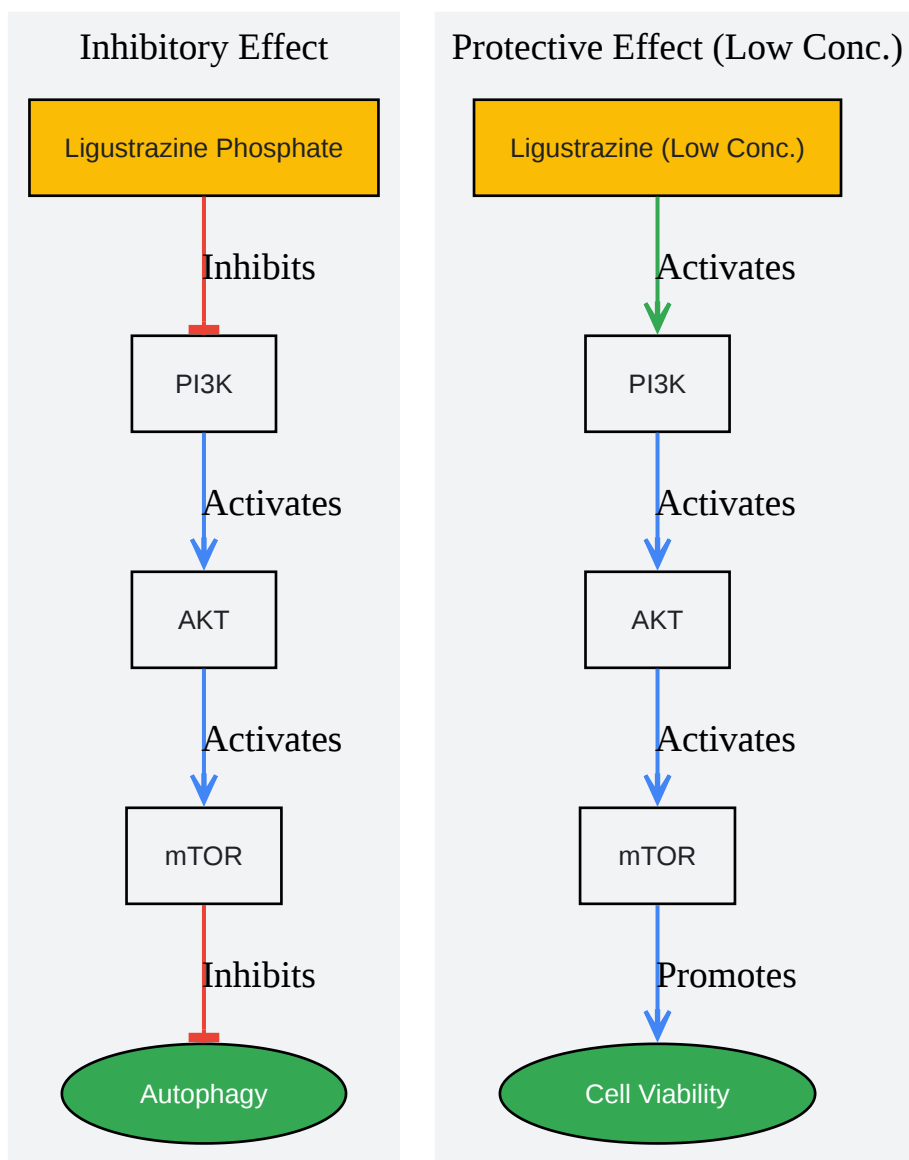 Inhibitory Effect
Ligustrazine Phosphate
Inhibits
PI3K
Activates
AKT
Activates
mTOR
Inhibits
Autophagy
Protective Effect (Low Conc.)
Ligustrazine (Low Conc.)
Activates
PI3K
Activates
AKT
Activates
mTOR
Promotes
Cell Viability